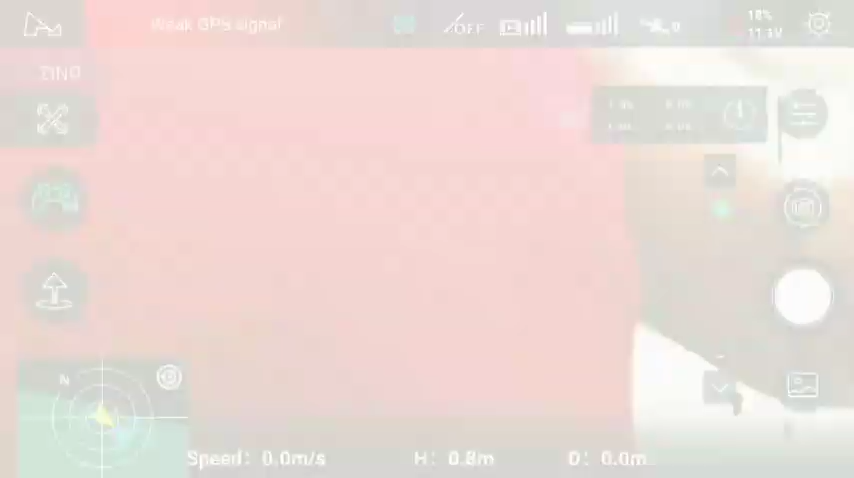 Weak GPS signal
OFF
18%
11.3V
N
Speed: 0.0m/s
H: 0.8m
D: 0.0m